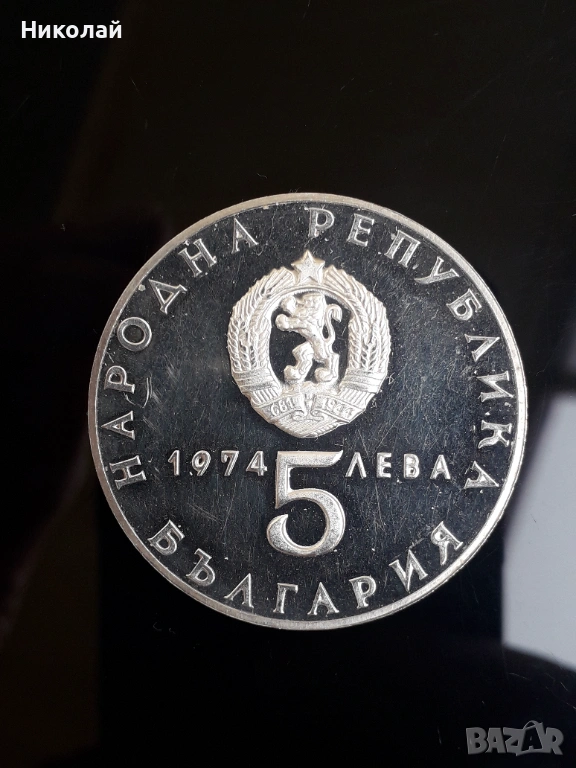 Николай
НАРОДНА РЕПУБЛИКА
681 1944
1974 5 ЛЕВА
БЪЛГАРИЯ
BAZAR